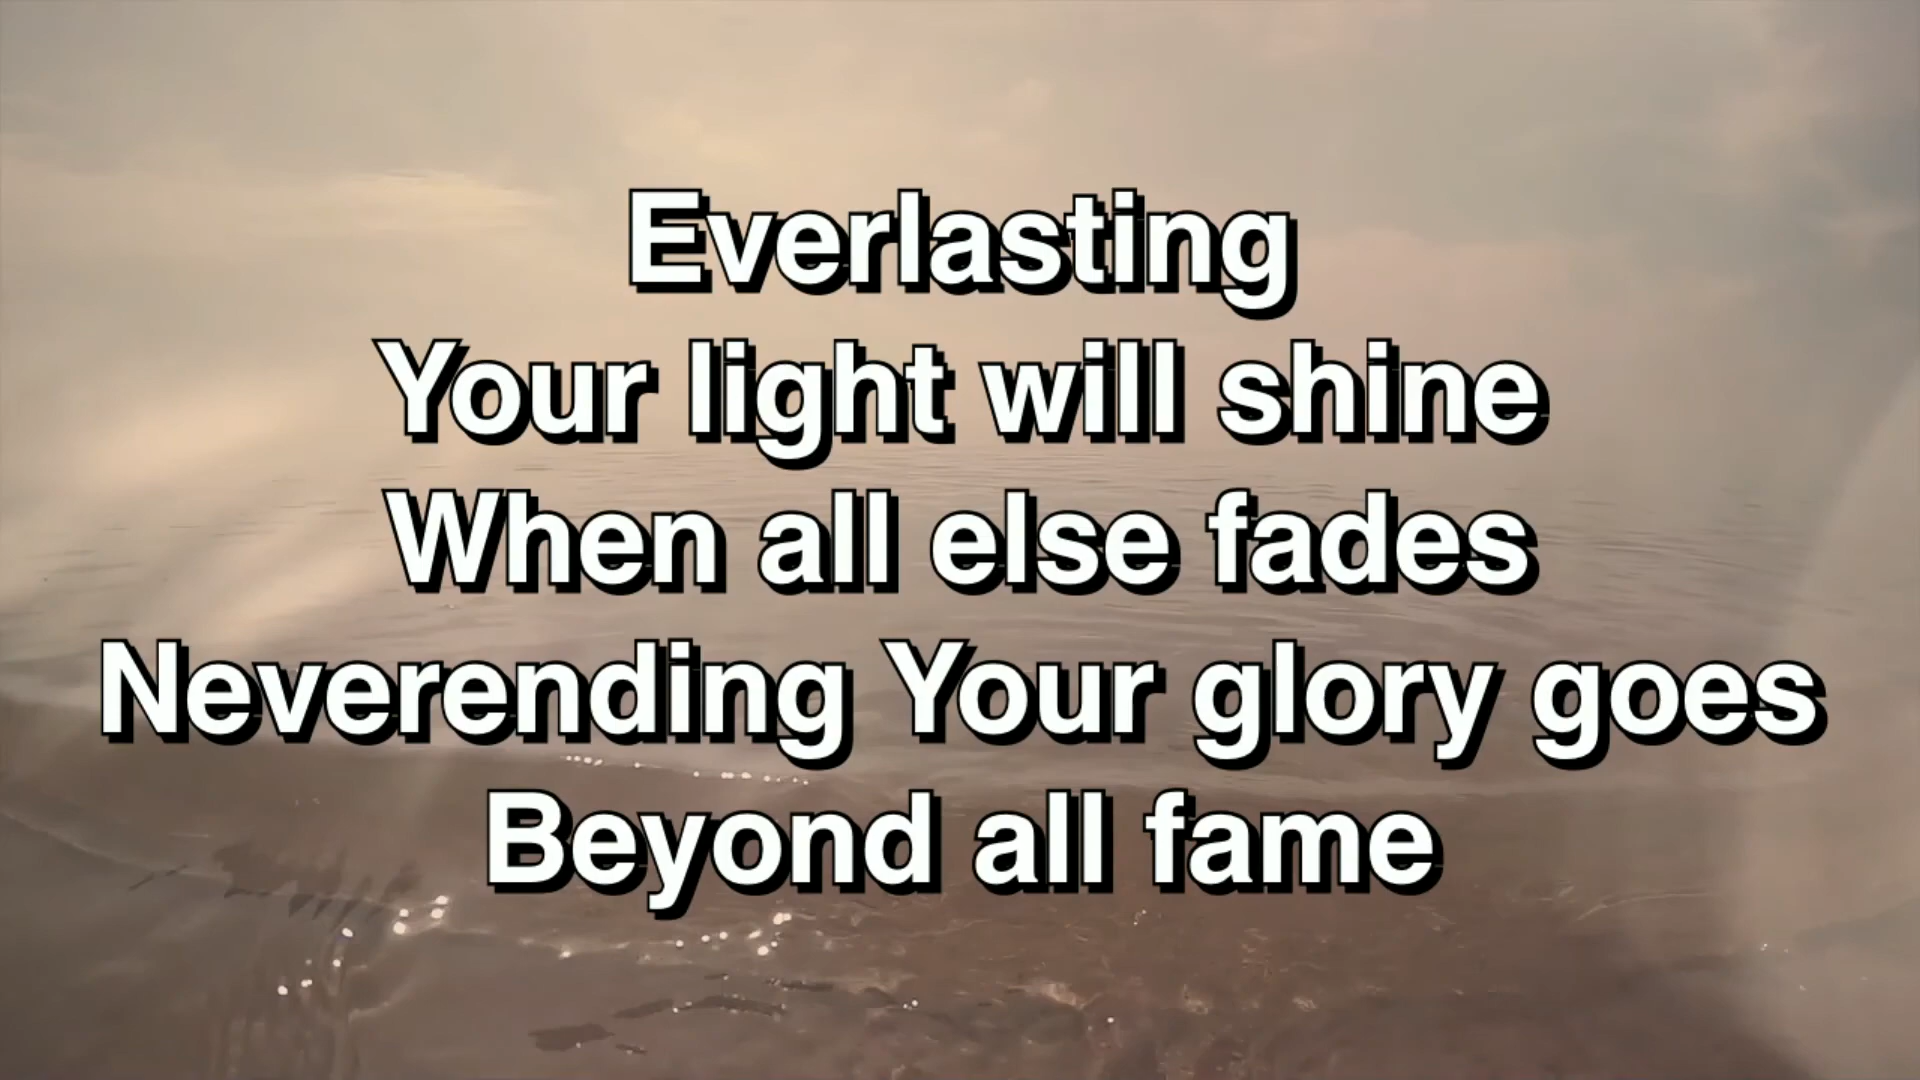 Everlasting
Your light will shine
When all else fades
Neverending Your glory goes
Beyond all fame